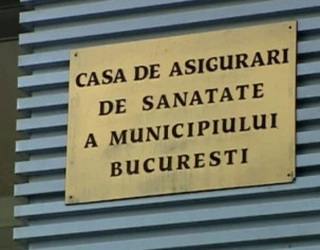 CASA DE ASIGURARI
DE SANATATE
A MUNICIPIULUI
BUCURESTI